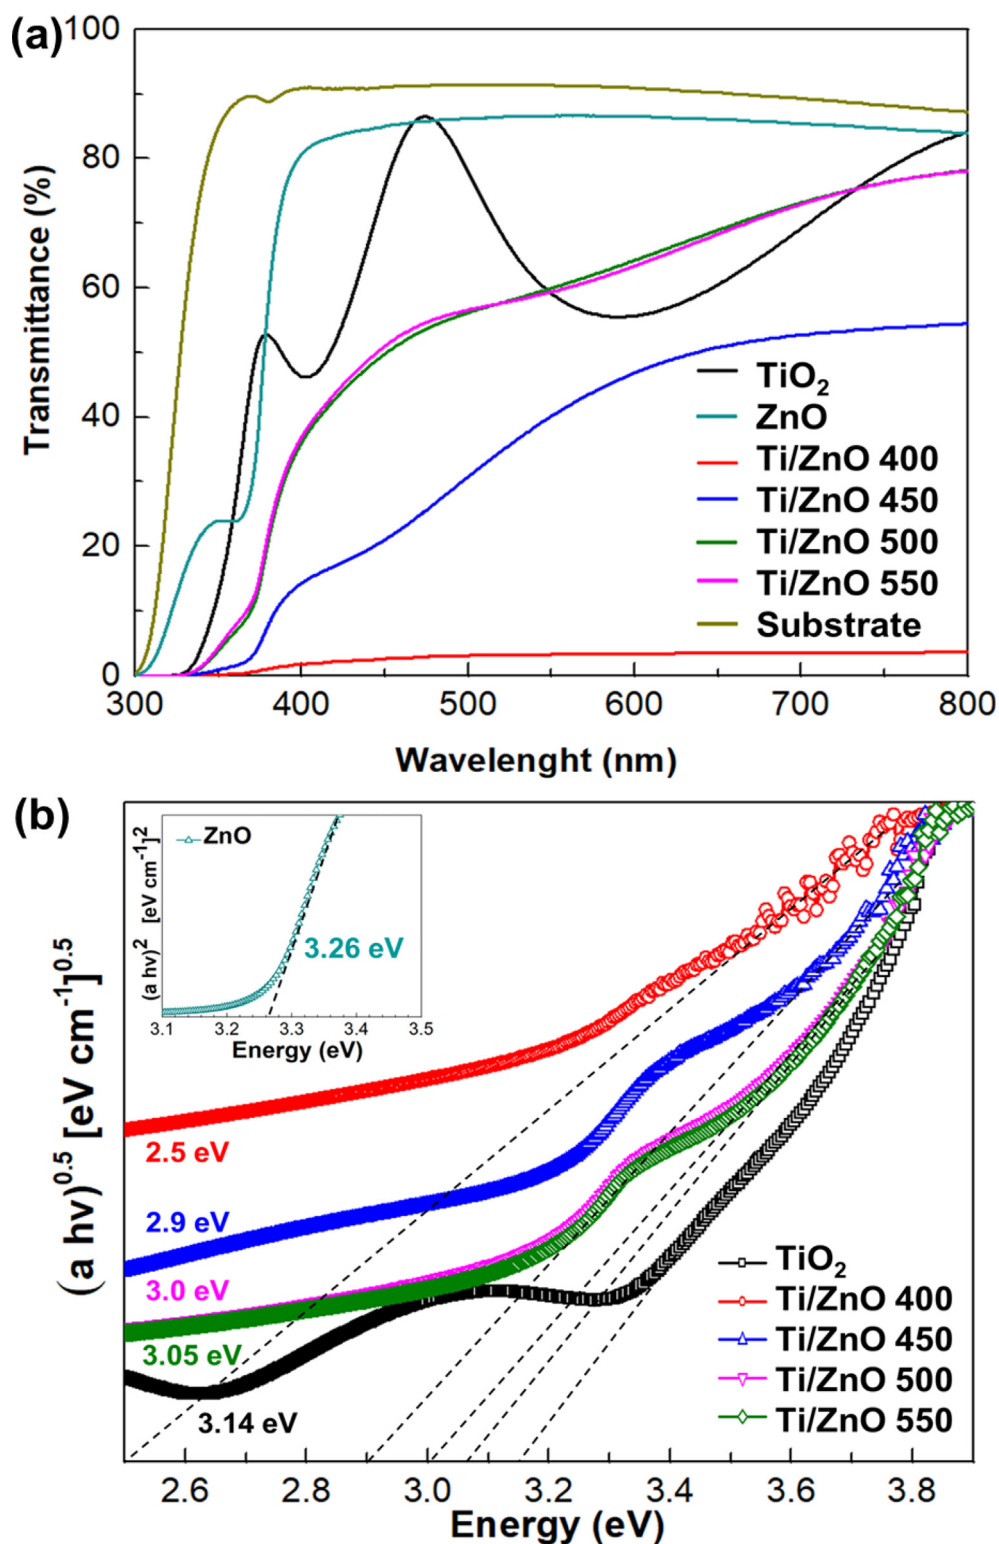 (a)
100
80
60
40
20
0
Transmittance (%)
TiO2
ZnO
Ti/ZnO 400
Ti/ZnO 450
Ti/ZnO 500
Ti/ZnO 550
Substrate
300 400 500 600 700 800
Wavelenght (nm)
(b)
(a hν)^0.5 [eV cm^-1]^0.5
ZnO
(a hν)^2 [eV cm^-1]^2
3.26 eV
3.1 3.2 3.3 3.4 3.5
Energy (eV)
2.5 eV
2.9 eV
3.0 eV
3.05 eV
3.14 eV
TiO2
Ti/ZnO 400
Ti/ZnO 450
Ti/ZnO 500
Ti/ZnO 550
2.6 2.8 3.0 3.2 3.4 3.6 3.8
Energy (eV)